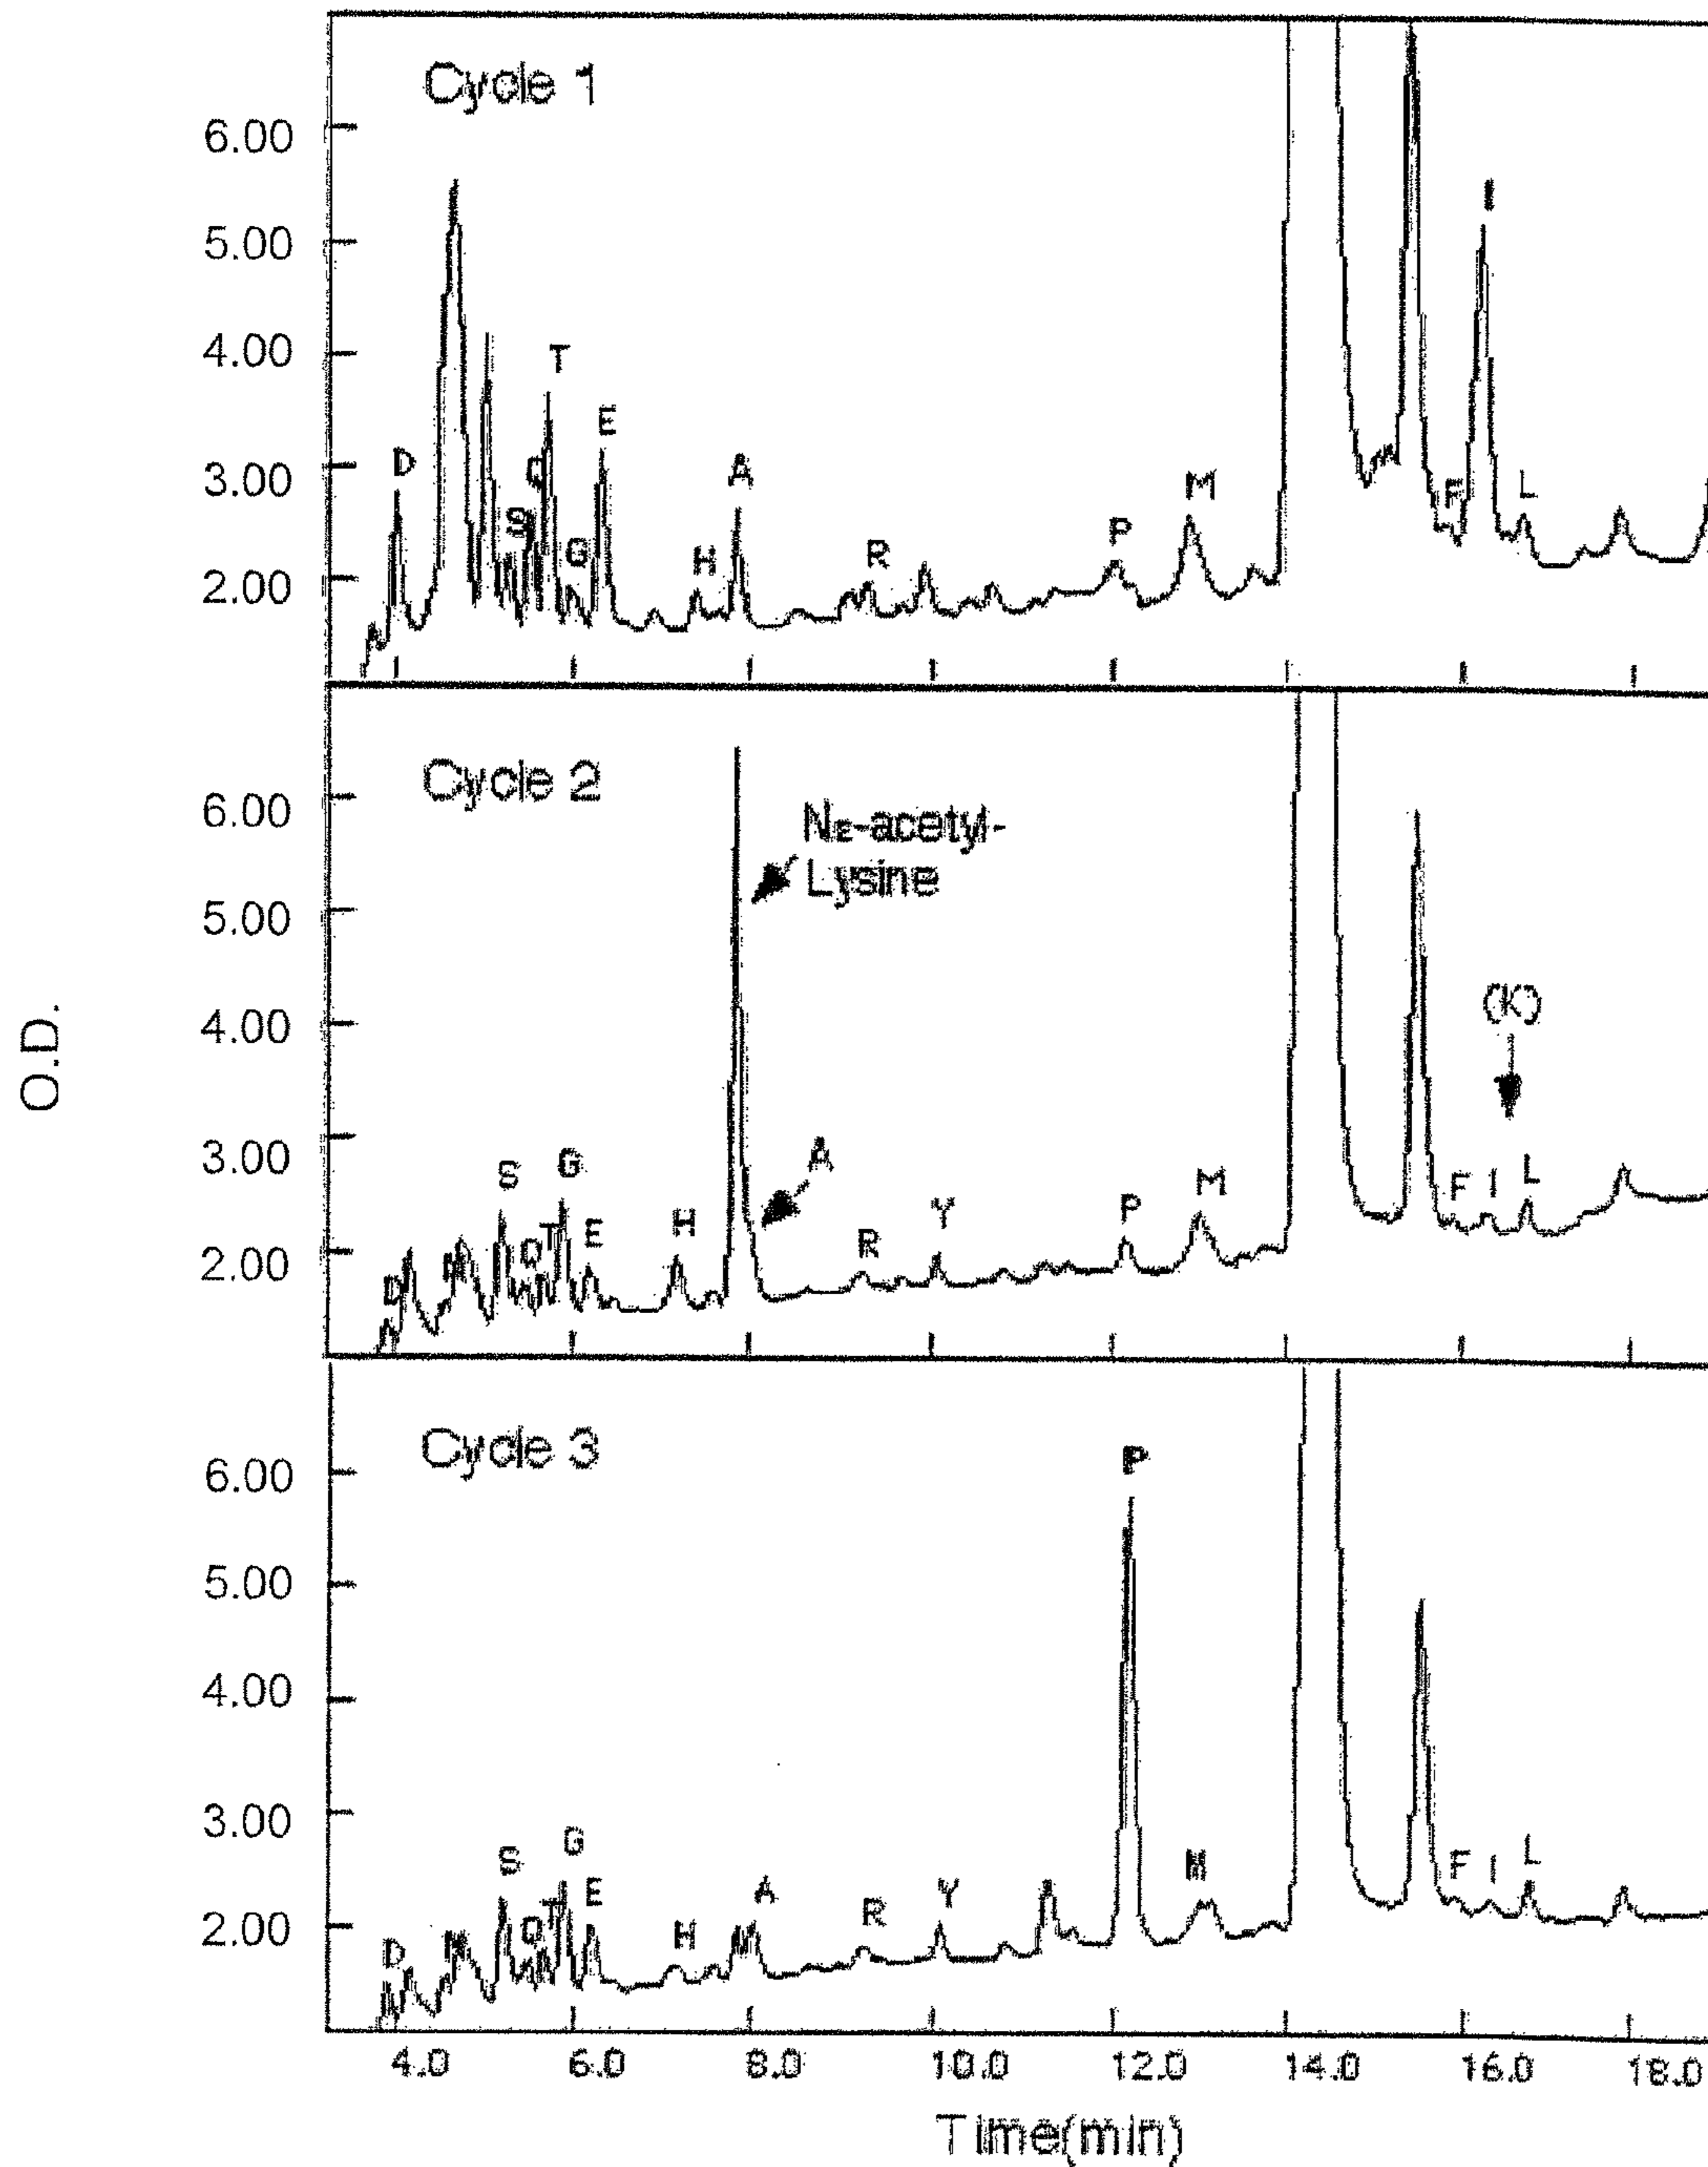 Cycle 1
6.00
5.00
4.00
3.00
2.00
D
S
Q
T
G
E
H
A
R
P
M
F
I
L
Cycle 2
6.00
5.00
4.00
3.00
2.00
Nε-acetyl-
Lysine
A
(K)
D
N
S
Q
T
G
E
H
R
Y
P
M
F
I
L
O.D.
Cycle 3
6.00
5.00
4.00
3.00
2.00
D
N
S
Q
T
G
E
H
A
R
Y
P
M
F
I
L
4.0 6.0 8.0 10.0 12.0 14.0 16.0 18.0
Time(min)